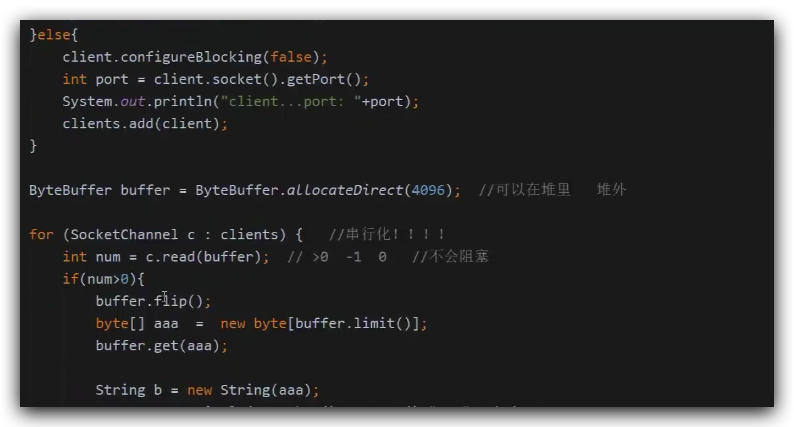 }else{
    client.configureBlocking(false);
    int port = client.socket().getPort();
    System.out.println("client...port: "+port);
    clients.add(client);
}
ByteBuffer buffer = ByteBuffer.allocateDirect(4096);  //可以在堆里   堆外
for (SocketChannel c : clients) {   //串行化！！！！
    int num = c.read(buffer);  // >0  -1  0   //不会阻塞
    if(num>0){
        buffer.flip();
        byte[] aaa  =  new byte[buffer.limit()];
        buffer.get(aaa);
        String b = new String(aaa);